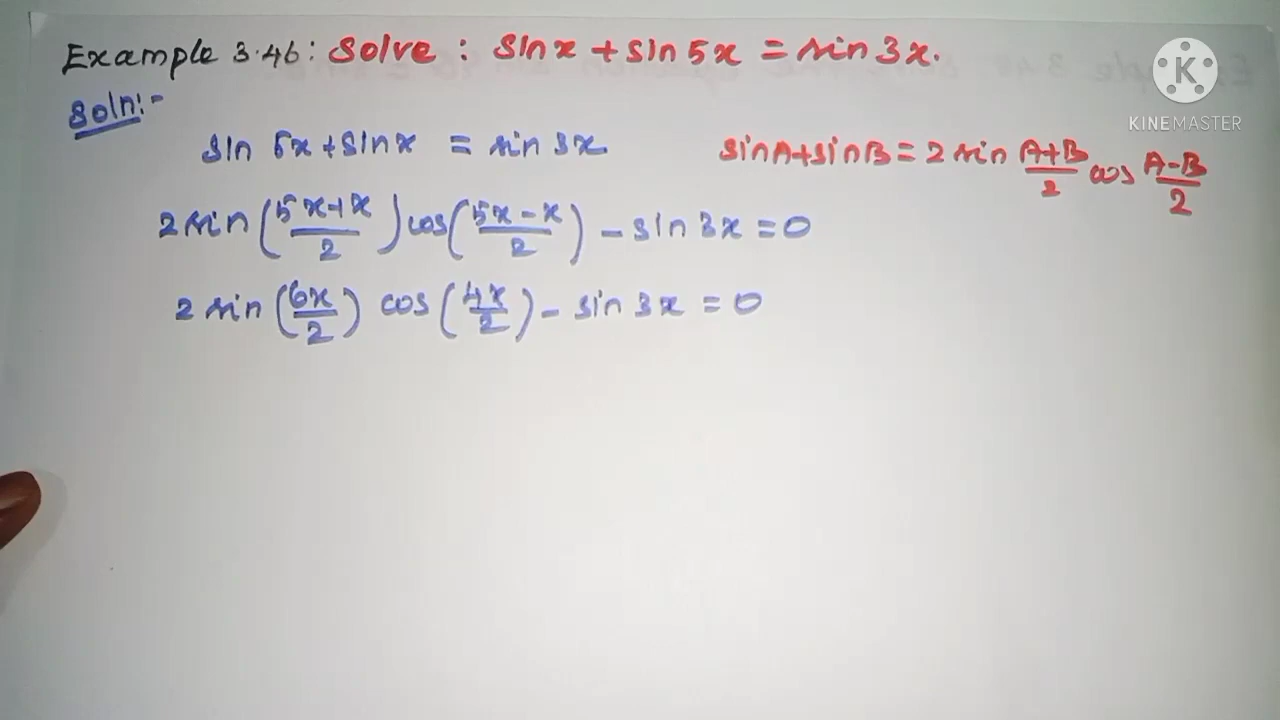 Example 3.46: Solve: sinx + sin 5x = sin 3x.
K
KINEMASTER
Soln:-
sin 5x + sinx = sin 3x
sinA + sinB = 2 sin A+B/2 cos A-B/2
2 sin (5x+x/2) cos (5x-x/2) - sin 3x = 0
2 sin (6x/2) cos (4x/2) - sin 3x = 0